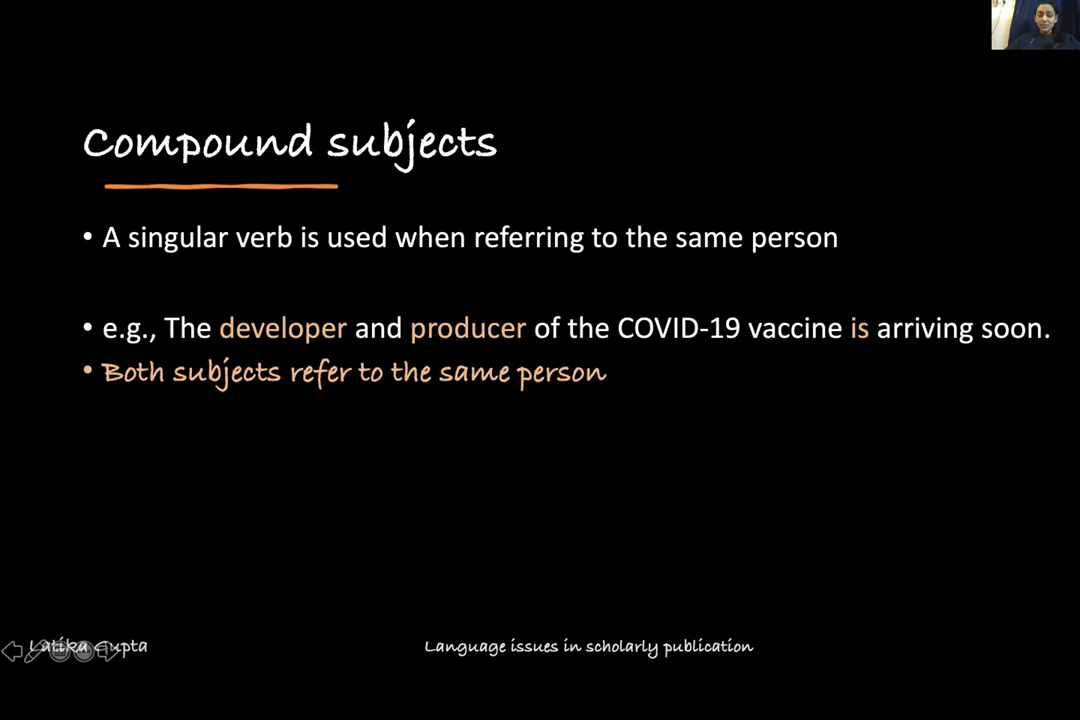 Compound subjects
• A singular verb is used when referring to the same person
• e.g., The developer and producer of the COVID-19 vaccine is arriving soon.
• Both subjects refer to the same person
Latika Gupta
Language issues in scholarly publication